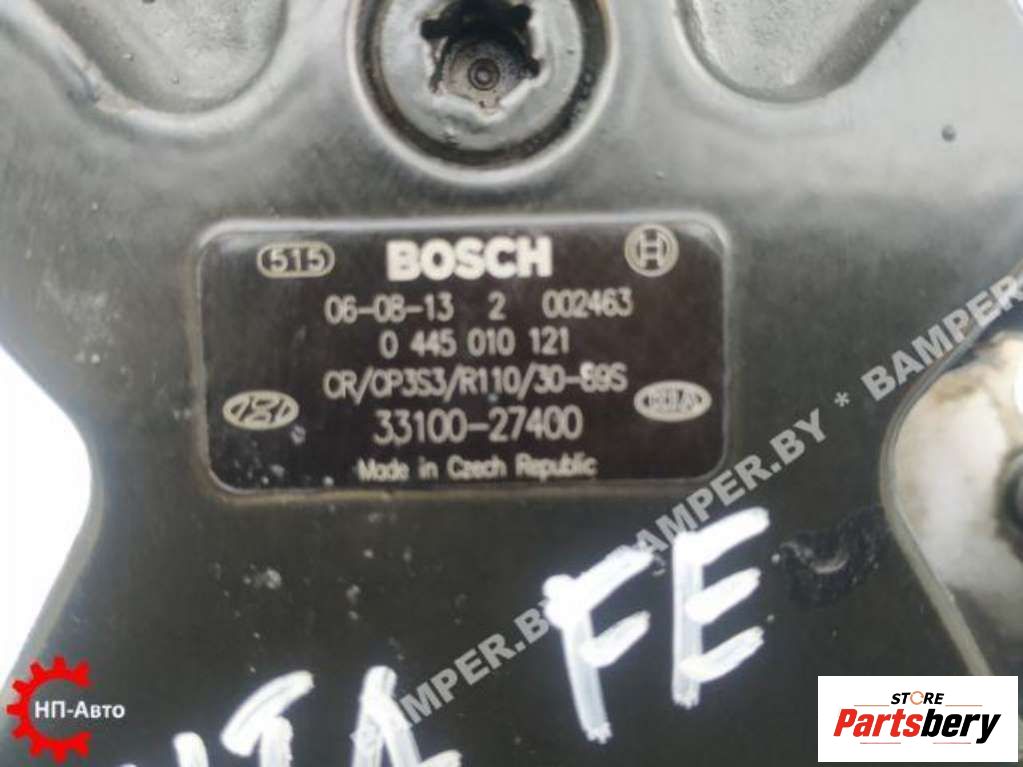 515 BOSCH
06-08-13 2 002463
0 445 010 121
CR/CP3S3/R110/30-89S
33100-27400
Made in Czech Republic
BAMPER.BY * BAMPER.BY * BAMPER.BY
FE
НП-Авто
STORE
Partsbery